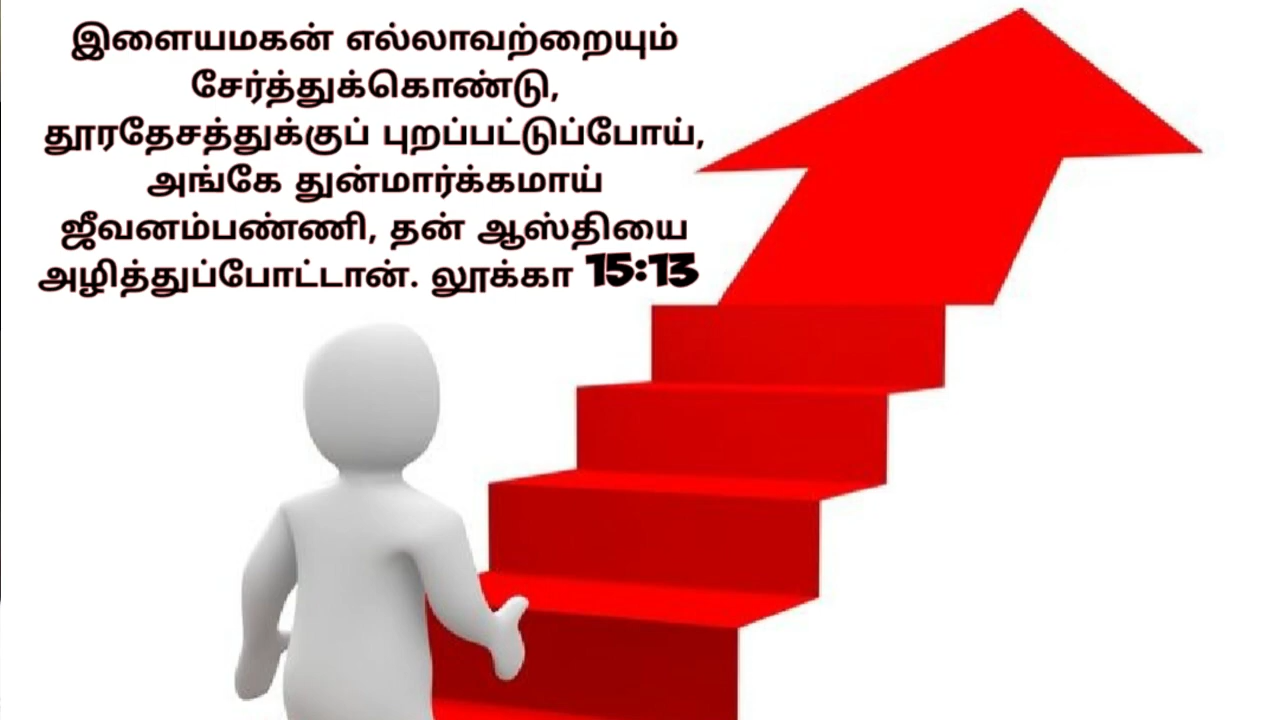 இளையமகன் எல்லாவற்றையும்
சேர்த்துக்கொண்டு,
தூரதேசத்துக்குப் புறப்பட்டுப்போய்,
அங்கே துன்மார்க்கமாய்
ஜீவனம்பண்ணி, தன் ஆஸ்தியை
அழித்துப்போட்டான். லூக்கா 15:13